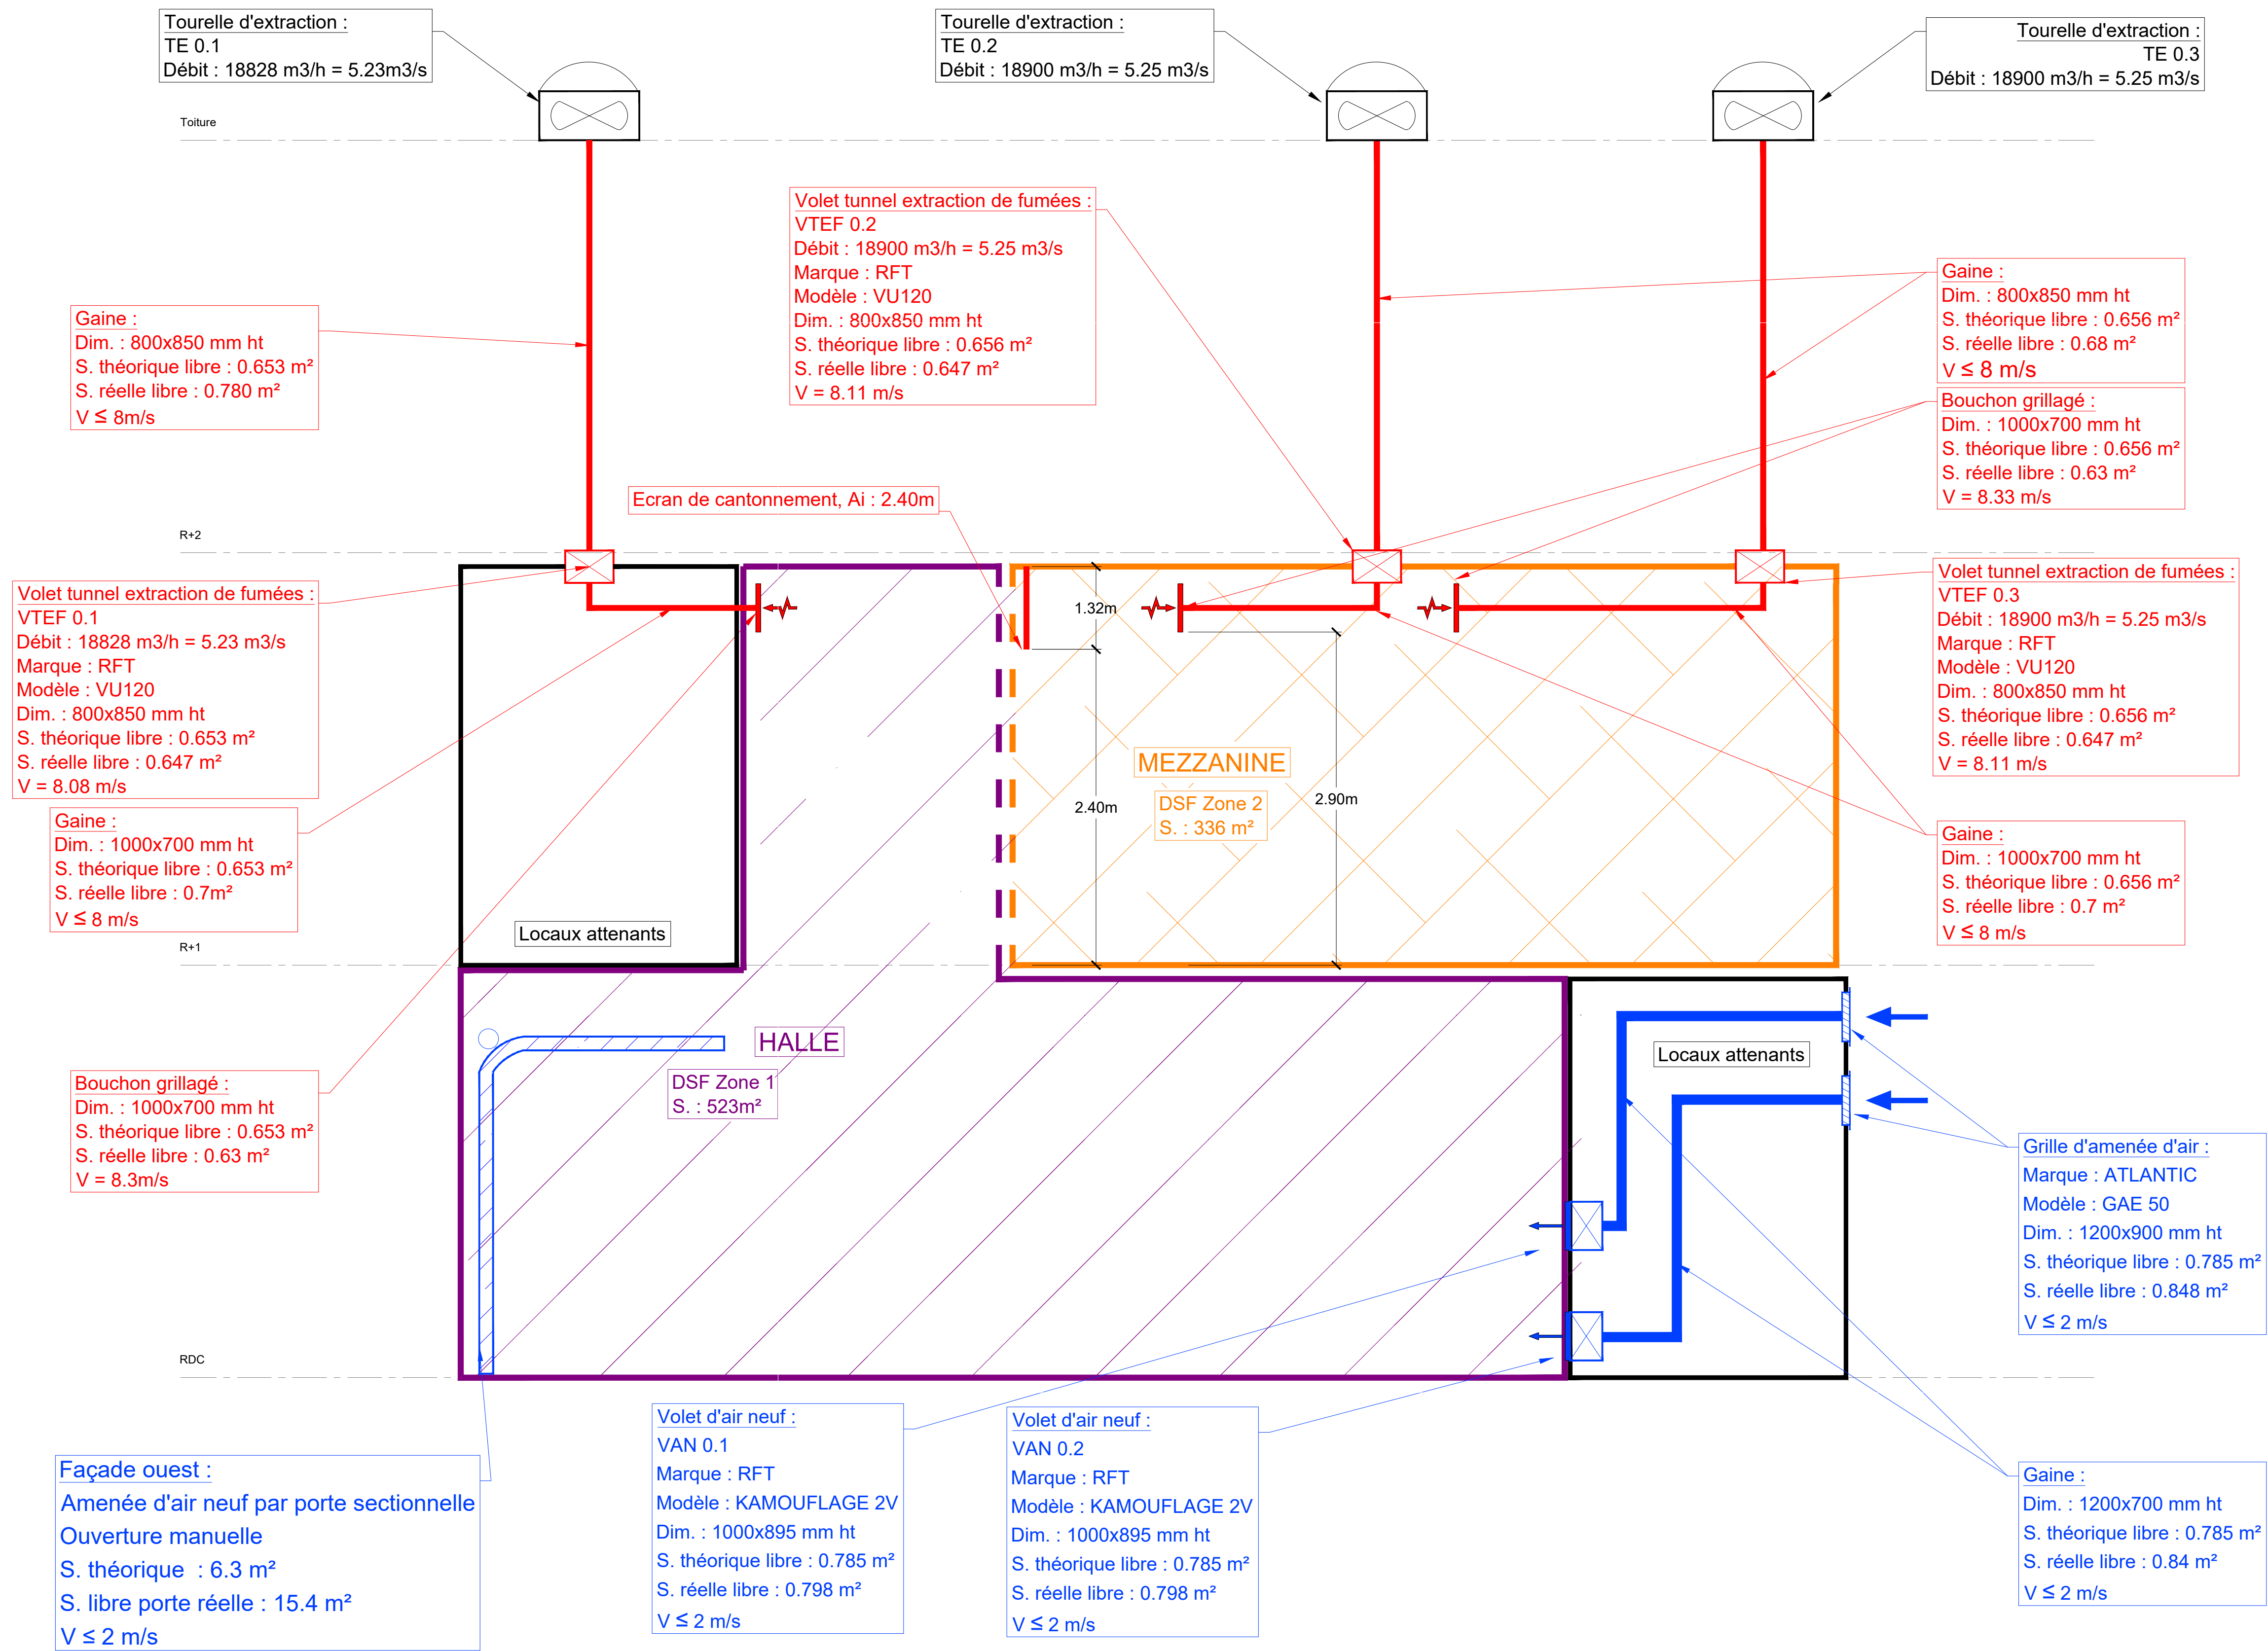 Tourelle d'extraction :
TE 0.1
Débit : 18828 m3/h = 5.23m3/s
Tourelle d'extraction :
TE 0.2
Débit : 18900 m3/h = 5.25 m3/s
Tourelle d'extraction :
TE 0.3
Débit : 18900 m3/h = 5.25 m3/s
Toiture
Volet tunnel extraction de fumées :
VTEF 0.2
Débit : 18900 m3/h = 5.25 m3/s
Marque : RFT
Modèle : VU120
Dim. : 800x850 mm ht
S. théorique libre : 0.656 m²
S. réelle libre : 0.647 m²
V = 8.11 m/s
Gaine :
Dim. : 800x850 mm ht
S. théorique libre : 0.653 m²
S. réelle libre : 0.780 m²
V ≤ 8m/s
Gaine :
Dim. : 800x850 mm ht
S. théorique libre : 0.656 m²
S. réelle libre : 0.68 m²
V ≤ 8 m/s
Bouchon grillagé :
Dim. : 1000x700 mm ht
S. théorique libre : 0.656 m²
S. réelle libre : 0.63 m²
V = 8.33 m/s
Ecran de cantonnement, Ai : 2.40m
R+2
Volet tunnel extraction de fumées :
VTEF 0.1
Débit : 18828 m3/h = 5.23 m3/s
Marque : RFT
Modèle : VU120
Dim. : 800x850 mm ht
S. théorique libre : 0.653 m²
S. réelle libre : 0.647 m²
V = 8.08 m/s
Volet tunnel extraction de fumées :
VTEF 0.3
Débit : 18900 m3/h = 5.25 m3/s
Marque : RFT
Modèle : VU120
Dim. : 800x850 mm ht
S. théorique libre : 0.656 m²
S. réelle libre : 0.647 m²
V = 8.11 m/s
1.32m
MEZZANINE
DSF Zone 2
S. : 336 m²
2.40m
2.90m
Gaine :
Dim. : 1000x700 mm ht
S. théorique libre : 0.653 m²
S. réelle libre : 0.7m²
V ≤ 8 m/s
Gaine :
Dim. : 1000x700 mm ht
S. théorique libre : 0.656 m²
S. réelle libre : 0.7 m²
V ≤ 8 m/s
Locaux attenants
R+1
HALLE
DSF Zone 1
S. : 523m²
Locaux attenants
Bouchon grillagé :
Dim. : 1000x700 mm ht
S. théorique libre : 0.653 m²
S. réelle libre : 0.63 m²
V = 8.3m/s
Grille d'amenée d'air :
Marque : ATLANTIC
Modèle : GAE 50
Dim. : 1200x900 mm ht
S. théorique libre : 0.785 m²
S. réelle libre : 0.848 m²
V ≤ 2 m/s
RDC
Façade ouest :
Amenée d'air neuf par porte sectionnelle
Ouverture manuelle
S. théorique : 6.3 m²
S. libre porte réelle : 15.4 m²
V ≤ 2 m/s
Volet d'air neuf :
VAN 0.1
Marque : RFT
Modèle : KAMOUFLAGE 2V
Dim. : 1000x895 mm ht
S. théorique libre : 0.785 m²
S. réelle libre : 0.798 m²
V ≤ 2 m/s
Volet d'air neuf :
VAN 0.2
Marque : RFT
Modèle : KAMOUFLAGE 2V
Dim. : 1000x895 mm ht
S. théorique libre : 0.785 m²
S. réelle libre : 0.798 m²
V ≤ 2 m/s
Gaine :
Dim. : 1200x700 mm ht
S. théorique libre : 0.785 m²
S. réelle libre : 0.84 m²
V ≤ 2 m/s